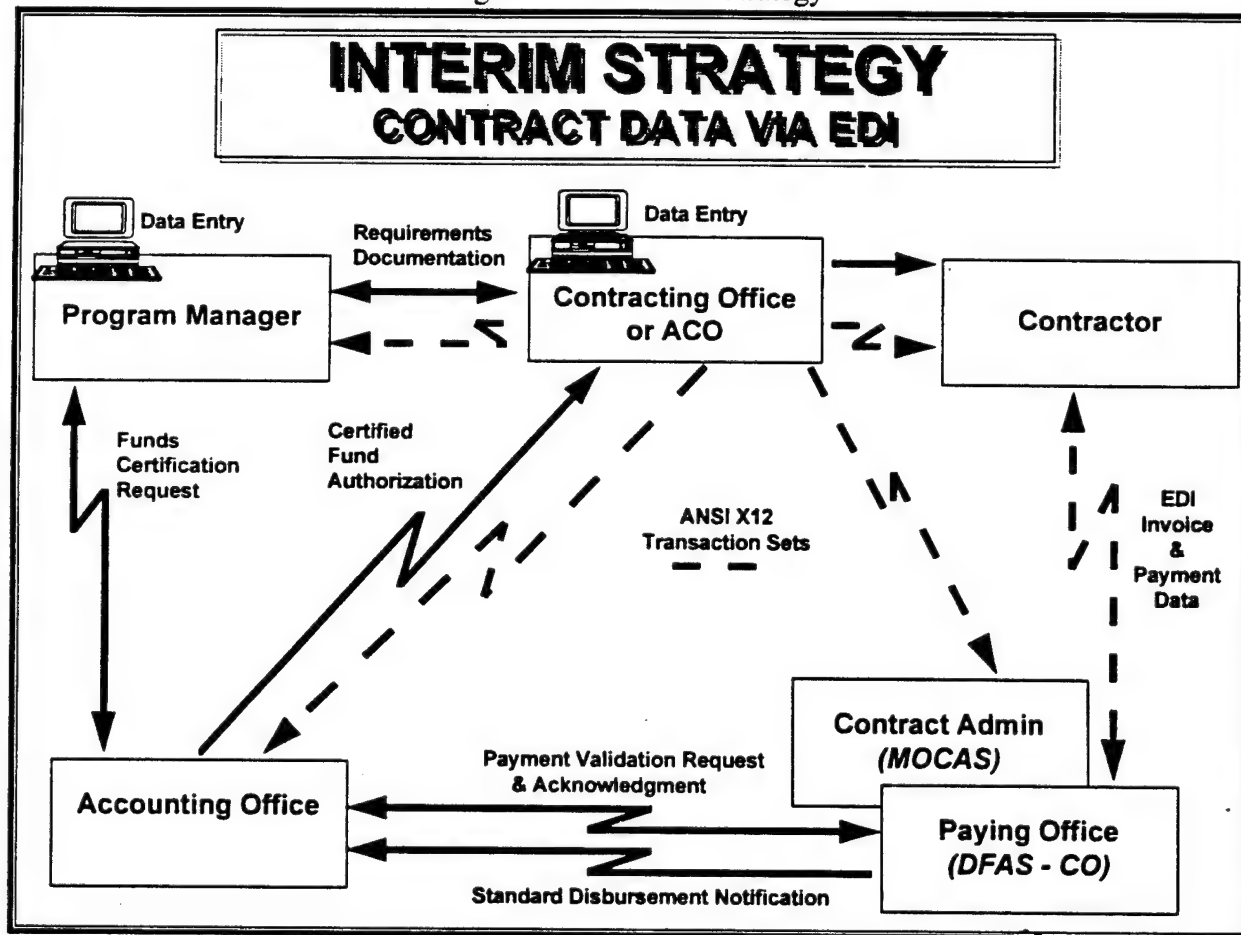 INTERIM STRATEGY
CONTRACT DATA VIA EDI
Data Entry
Data Entry
Requirements
Documentation
Program Manager
Contracting Office
or ACO
Contractor
Funds
Certification
Request
Certified
Fund
Authorization
ANSI X12
Transaction Sets
EDI
Invoice
&
Payment
Data
Contract Admin
(MOCAS)
Payment Validation Request
& Acknowledgment
Accounting Office
Paying Office
(DFAS - CO)
Standard Disbursement Notification